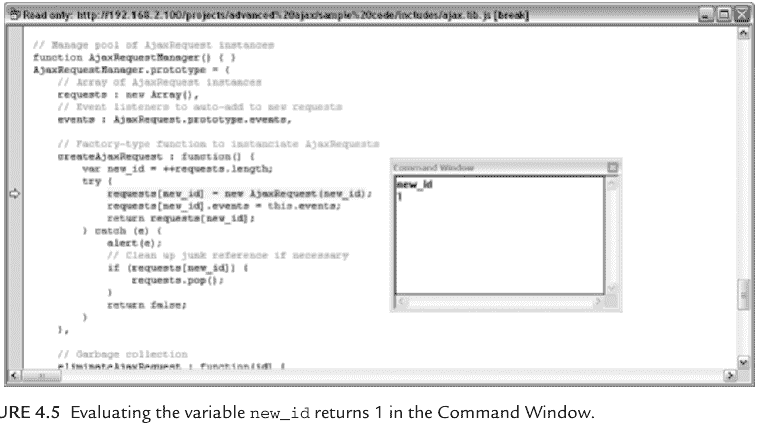 Read only: http://192.168.2.100/projects/advanced%20ajax/sample%20code/includes/ajax.lib.js [break]
// Manage pool of AjaxRequest instances
function AjaxRequestManager() { }
AjaxRequestManager.prototype = {
// Array of AjaxRequest instances
requests : new Array(),
// Event listeners to auto-add to new requests
events : AjaxRequest.prototype.events,
// Factory-type function to instanciate AjaxRequests
createAjaxRequest : function() {
var new_id = ++requests.length;
try {
requests[new_id] = new AjaxRequest(new_id);
requests[new_id].events = this.events;
return requests[new_id];
} catch (e) {
alert(e);
// Clean up junk reference if necessary
if (requests[new_id]) {
requests.pop();
}
return false;
}
},
// Garbage collection
eliminateAjaxRequest : function(id) {
Command Window
new_id
1
URE 4.5 Evaluating the variable new_id returns 1 in the Command Window.